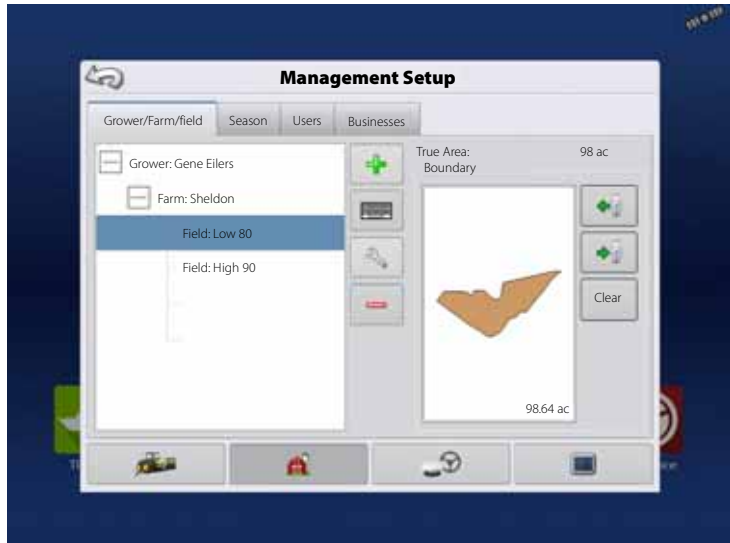 Management Setup
Grower/Farm/field Season Users Businesses
Grower: Gene Eilers
Farm: Sheldon
Field: Low 80
Field: High 90
True Area: 98 ac
Boundary
Clear
98.64 ac